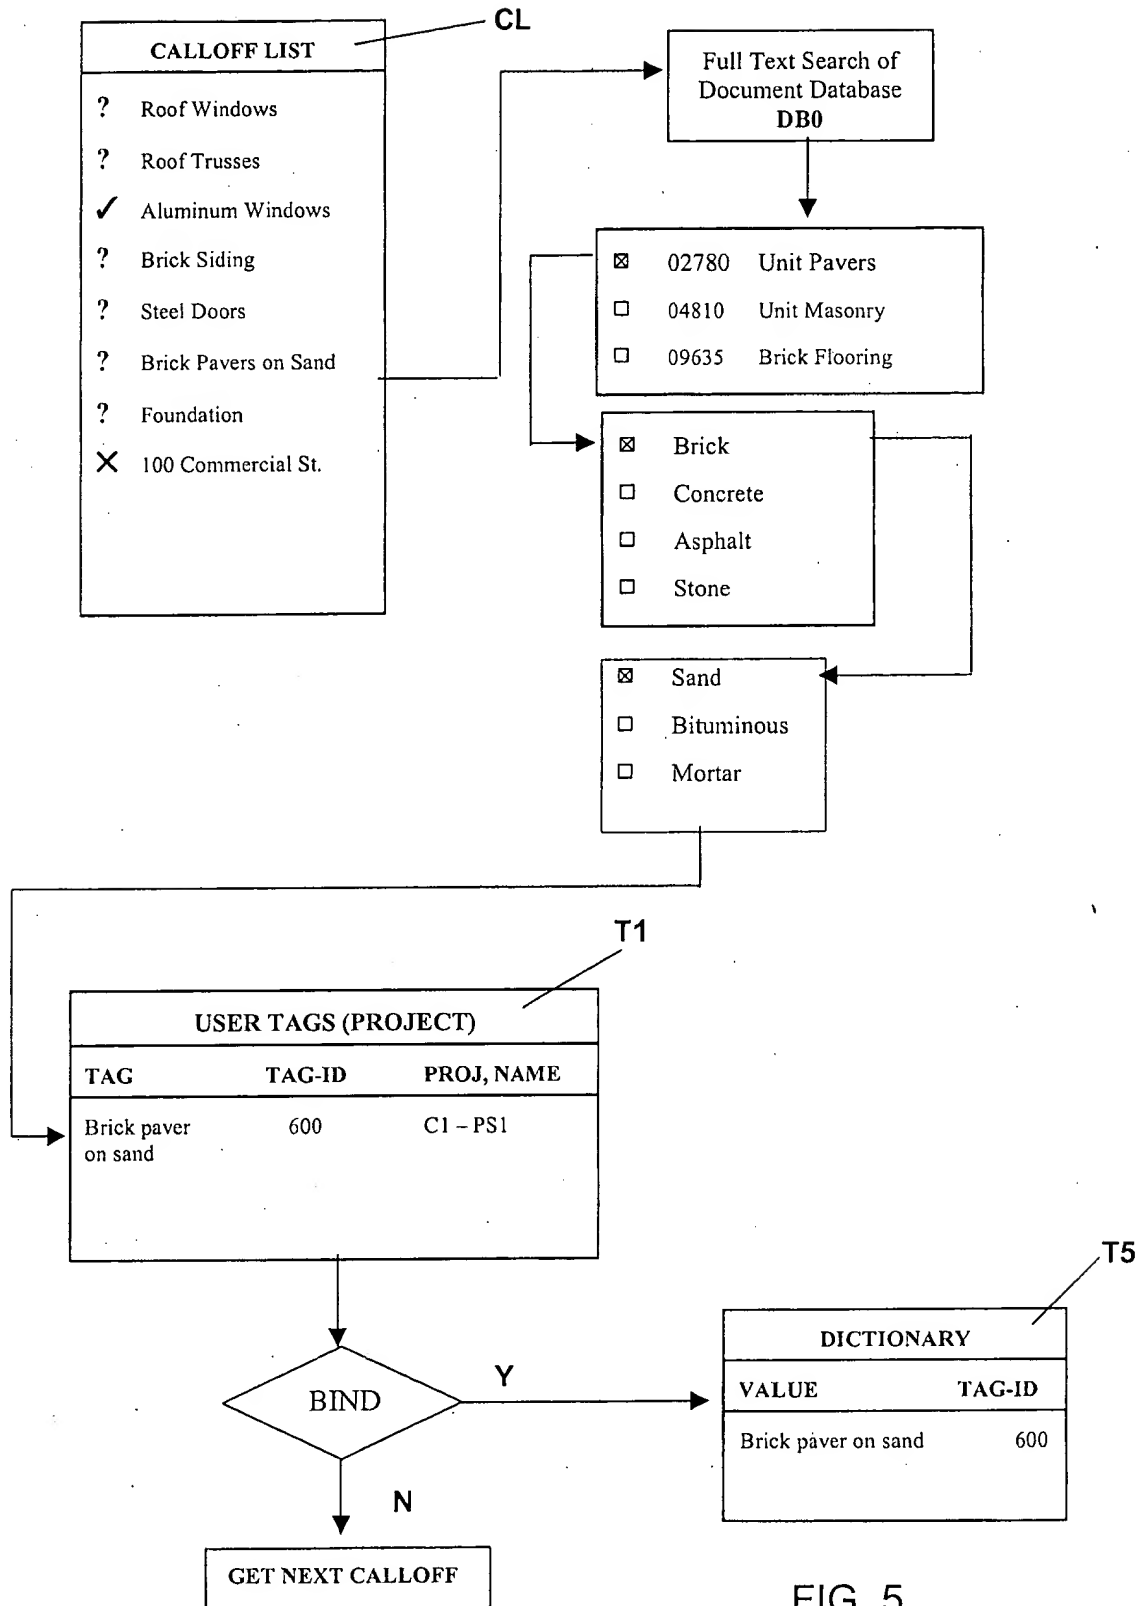 CL
CALLOFF LIST
? Roof Windows
? Roof Trusses
✓ Aluminum Windows
? Brick Siding
? Steel Doors
? Brick Pavers on Sand
? Foundation
✕ 100 Commercial St.
Full Text Search of
Document Database
DB0
☒ 02780 Unit Pavers
☐ 04810 Unit Masonry
☐ 09635 Brick Flooring
☒ Brick
☐ Concrete
☐ Asphalt
☐ Stone
☒ Sand
☐ Bituminous
☐ Mortar
T1
USER TAGS (PROJECT)
TAG TAG-ID PROJ, NAME
Brick paver 600 C1 – PS1
on sand
BIND
Y
N
T5
DICTIONARY
VALUE TAG-ID
Brick paver on sand 600
GET NEXT CALLOFF
FIG. 5